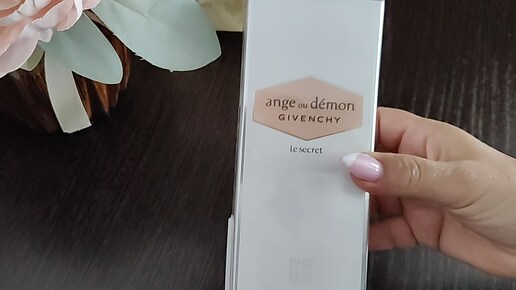 ange ou démon
GIVENCHY
le secret